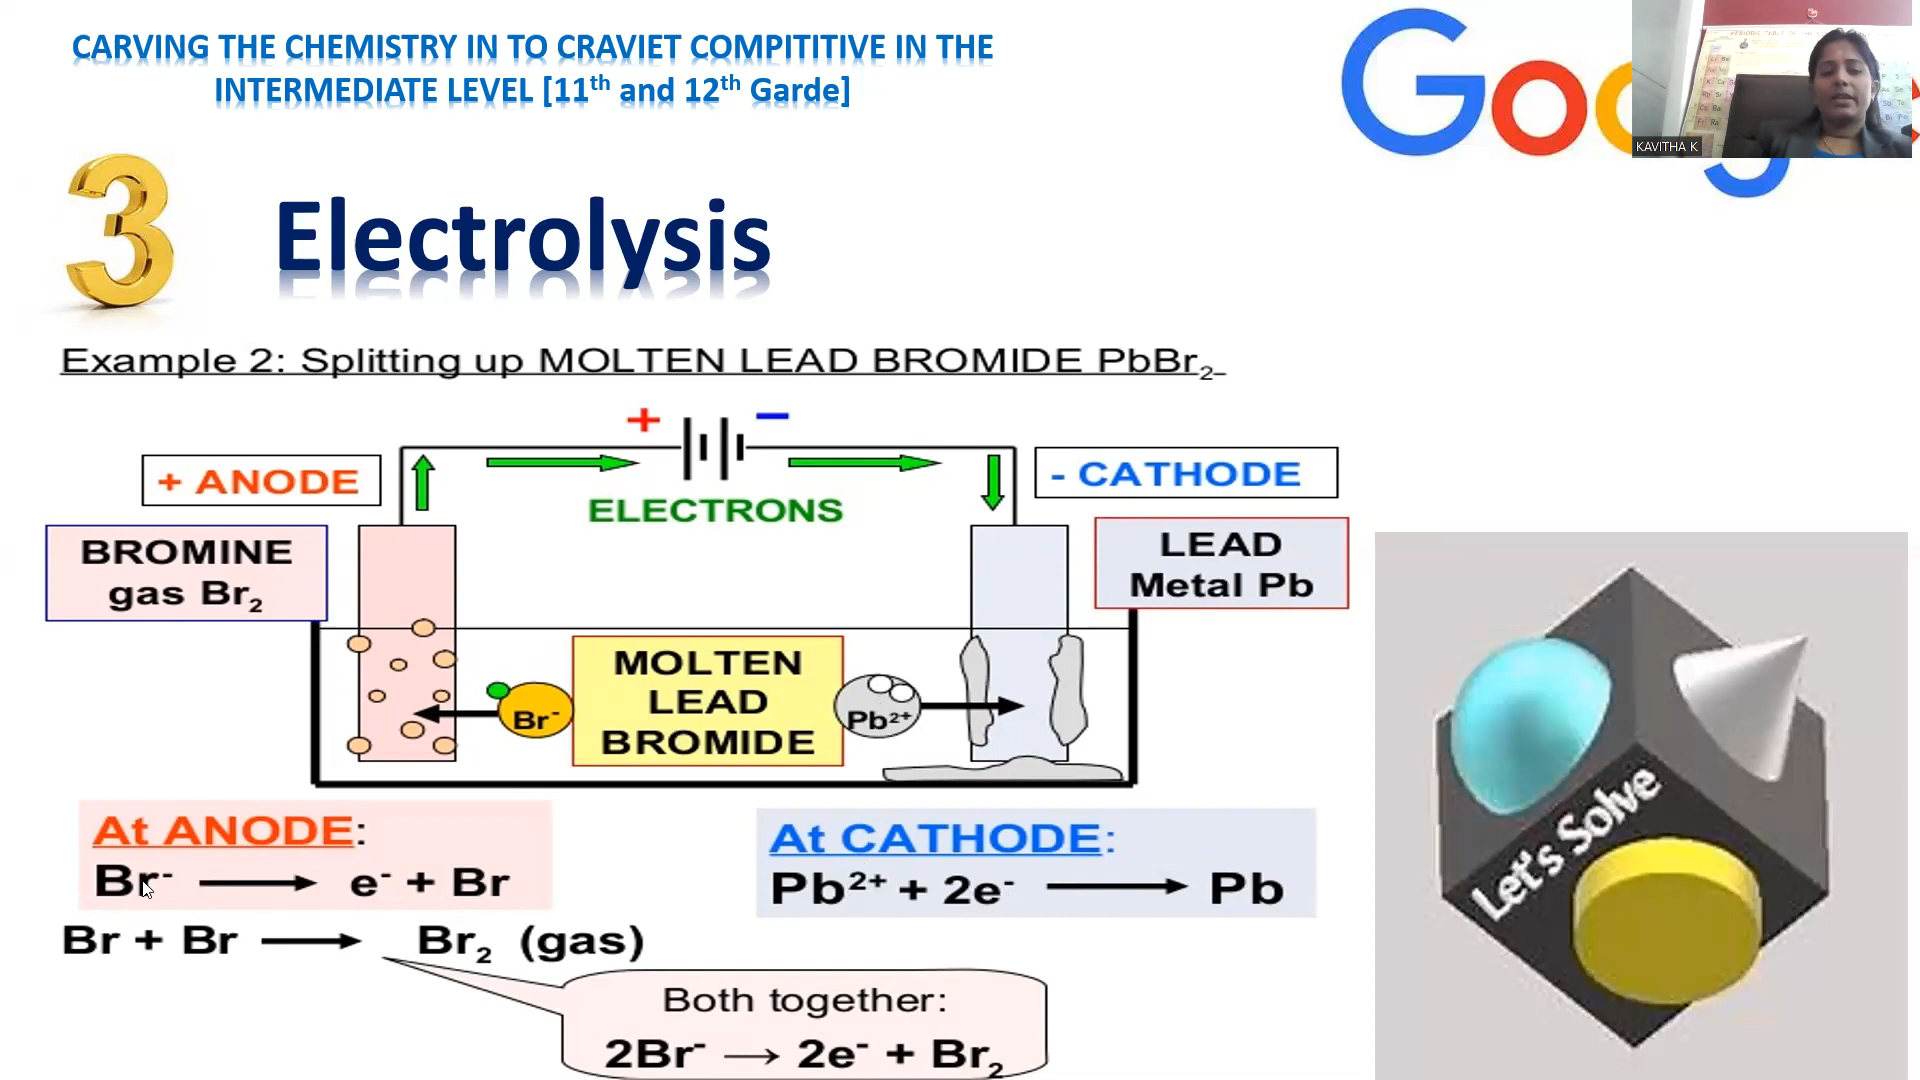 CARVING THE CHEMISTRY IN TO CRAVIET COMPITITIVE IN THE
INTERMEDIATE LEVEL [11th and 12th Garde]
KAVITHA K
3
Electrolysis
Example 2: Splitting up MOLTEN LEAD BROMIDE PbBr₂
+ −
+ ANODE
- CATHODE
ELECTRONS
BROMINE
gas Br₂
LEAD
Metal Pb
MOLTEN
LEAD
BROMIDE
Br⁻
Pb²⁺
Let's Solve
At ANODE:
Br⁻ → e⁻ + Br
Br + Br → Br₂ (gas)
At CATHODE:
Pb²⁺ + 2e⁻ → Pb
Both together:
2Br⁻ → 2e⁻ + Br₂